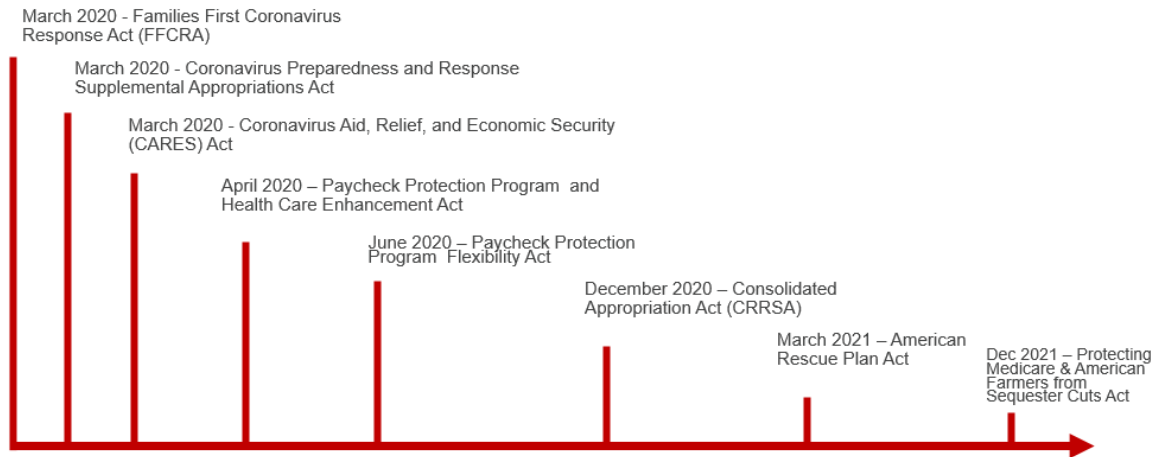 March 2020 - Families First Coronavirus
Response Act (FFCRA)
March 2020 - Coronavirus Preparedness and Response
Supplemental Appropriations Act
March 2020 - Coronavirus Aid, Relief, and Economic Security
(CARES) Act
April 2020 – Paycheck Protection Program  and
Health Care Enhancement Act
June 2020 – Paycheck Protection
Program  Flexibility Act
December 2020 – Consolidated
Appropriation Act (CRRSA)
March 2021 – American
Rescue Plan Act
Dec 2021 – Protecting
Medicare & American
Farmers from
Sequester Cuts Act